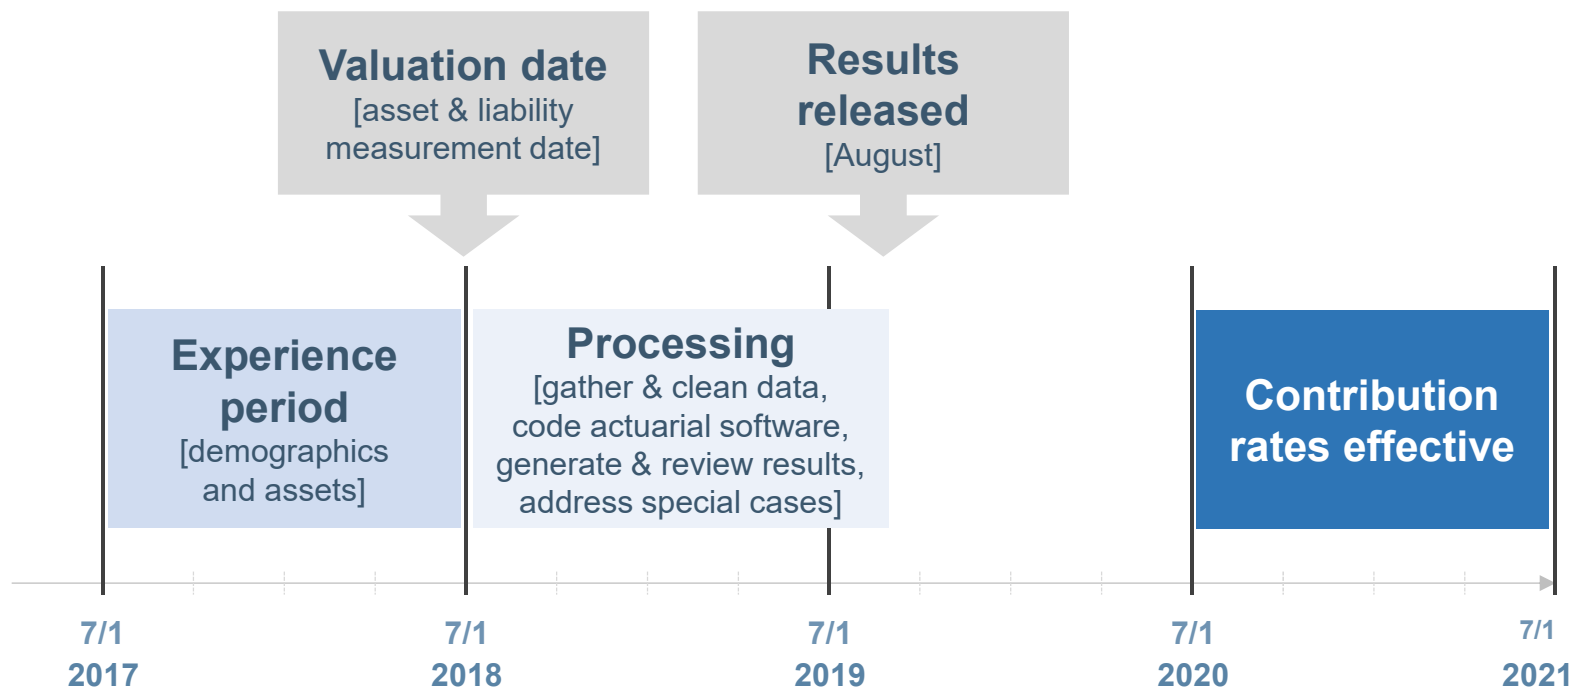 Valuation date
[asset & liability
measurement date]
Results
released
[August]
Experience
period
[demographics
and assets]
Processing
[gather & clean data,
code actuarial software,
generate & review results,
address special cases]
Contribution
rates effective
7/1
2017
7/1
2018
7/1
2019
7/1
2020
7/1
2021